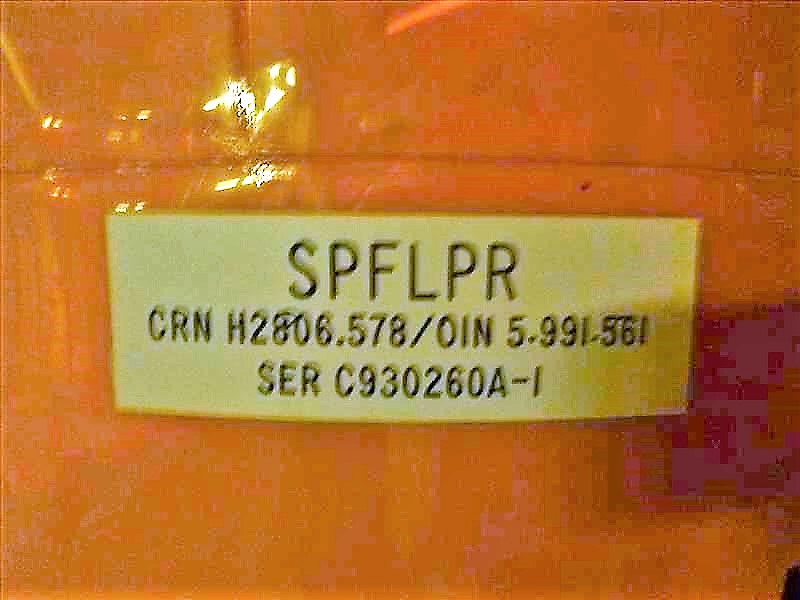 SPFLPR
CRN H2806.578/OIN 5.991.561
SER C930260A-1